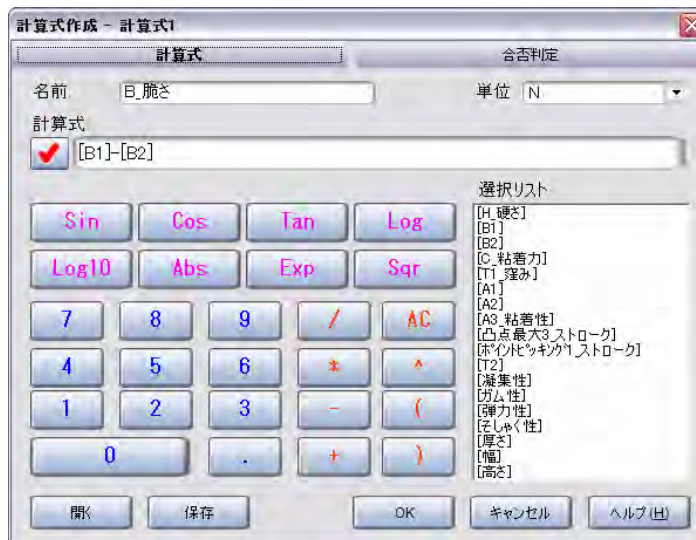 計算式作成 - 計算式1
計算式 合否判定
名前 B_脆さ 単位 N
計算式
[B1]-[B2]
選択リスト
Sin Cos Tan Log
Log10 Abs Exp Sqr
7 8 9 / AC
4 5 6 * ^
1 2 3 - (
0 . + )
[H_硬さ]
[B1]
[B2]
[C_粘着力]
[T1_窪み]
[A1]
[A2]
[A3_粘着性]
[凸点最大3_ストローク]
[ﾎﾟｲﾝﾄﾋﾟｯｷﾝｸﾞ1_ストローク]
[T2]
[凝集性]
[ガム性]
[弾力性]
[そしゃく性]
[厚さ]
[幅]
[高さ]
開く 保存 OK キャンセル ヘルプ(H)